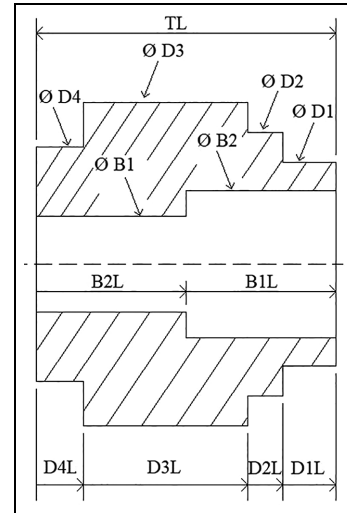 TL
Ø D3
Ø D2
Ø D4
Ø D1
Ø B2
Ø B1
B2L B1L
D4L D3L D2L D1L